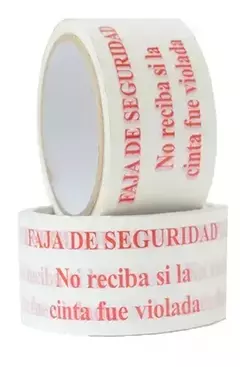 FAJA DE SEGURIDAD
No reciba si la
cinta fue violada
FAJA DE SEGURIDAD
No reciba si la
cinta fue violada